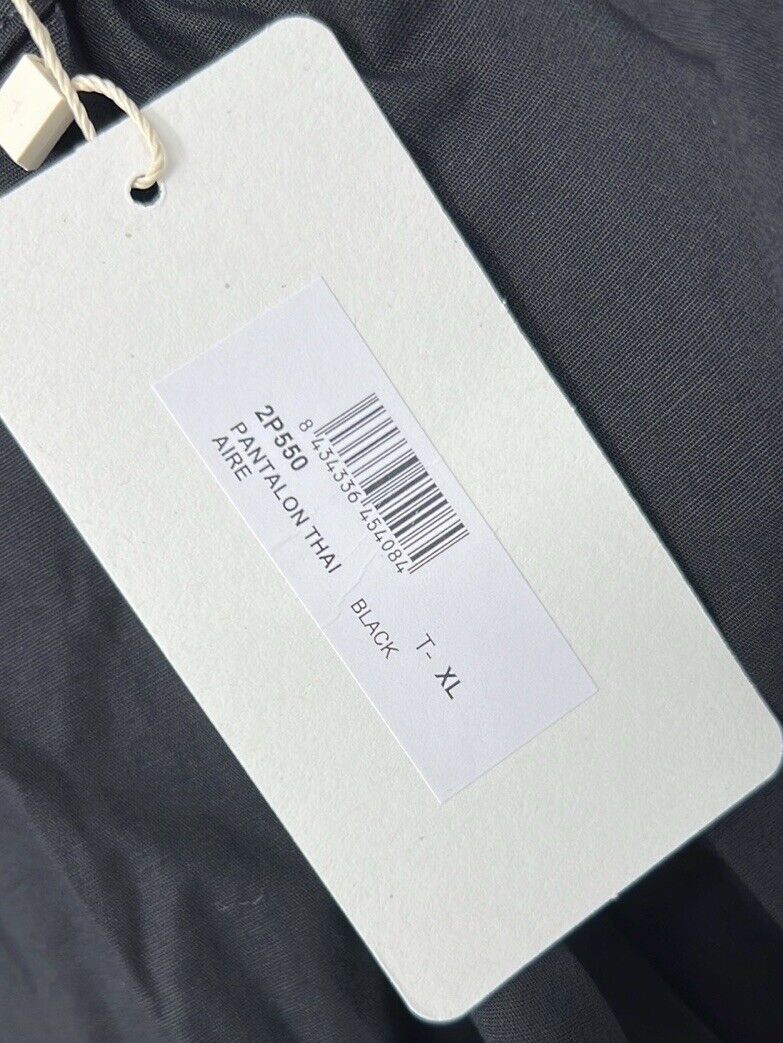 8 434336 454084
2P550
PANTALON THAI
AIRE
T- XL
BLACK